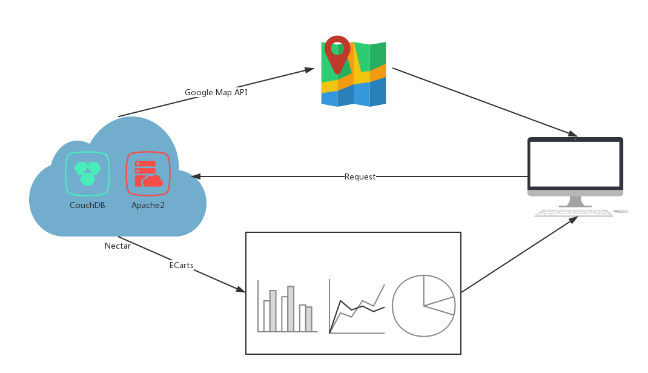 Google Map API
CouchDB
Apache2
Request
Nectar
ECarts